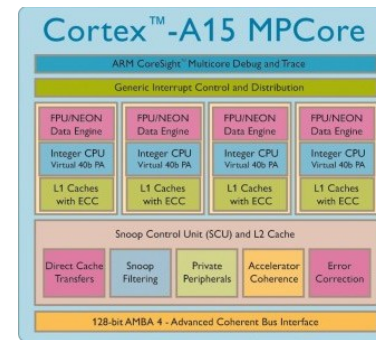 Cortex™-A15 MPCore
ARM CoreSight™ Multicore Debug and Trace
Generic Interrupt Control and Distribution
FPU/NEON FPU/NEON FPU/NEON FPU/NEON
Data Engine Data Engine Data Engine Data Engine
Integer CPU Integer CPU Integer CPU Integer CPU
Virtual 40b PA Virtual 40b PA Virtual 40b PA Virtual 40b PA
L1 Caches L1 Caches L1 Caches L1 Caches
with ECC with ECC with ECC with ECC
Snoop Control Unit (SCU) and L2 Cache
Direct Cache Snoop Private Accelerator Error
Transfers Filtering Peripherals Coherence Correction
128-bit AMBA 4 - Advanced Coherent Bus Interface